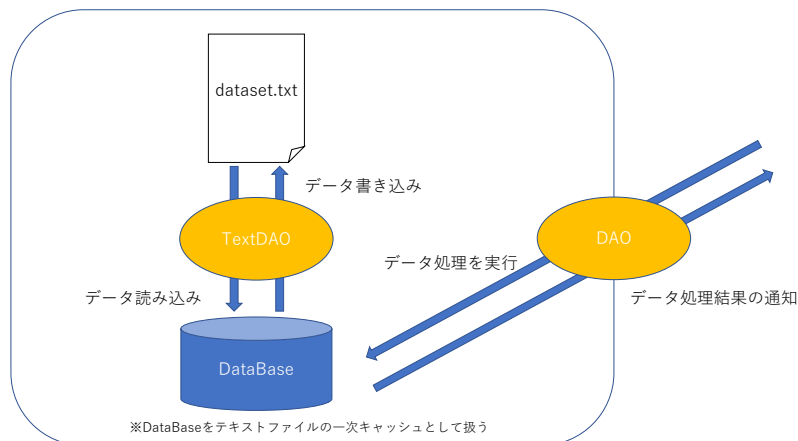 dataset.txt
データ書き込み
TextDAO
DAO
データ処理を実行
データ読み込み
データ処理結果の通知
DataBase
※DataBaseをテキストファイルの一次キャッシュとして扱う